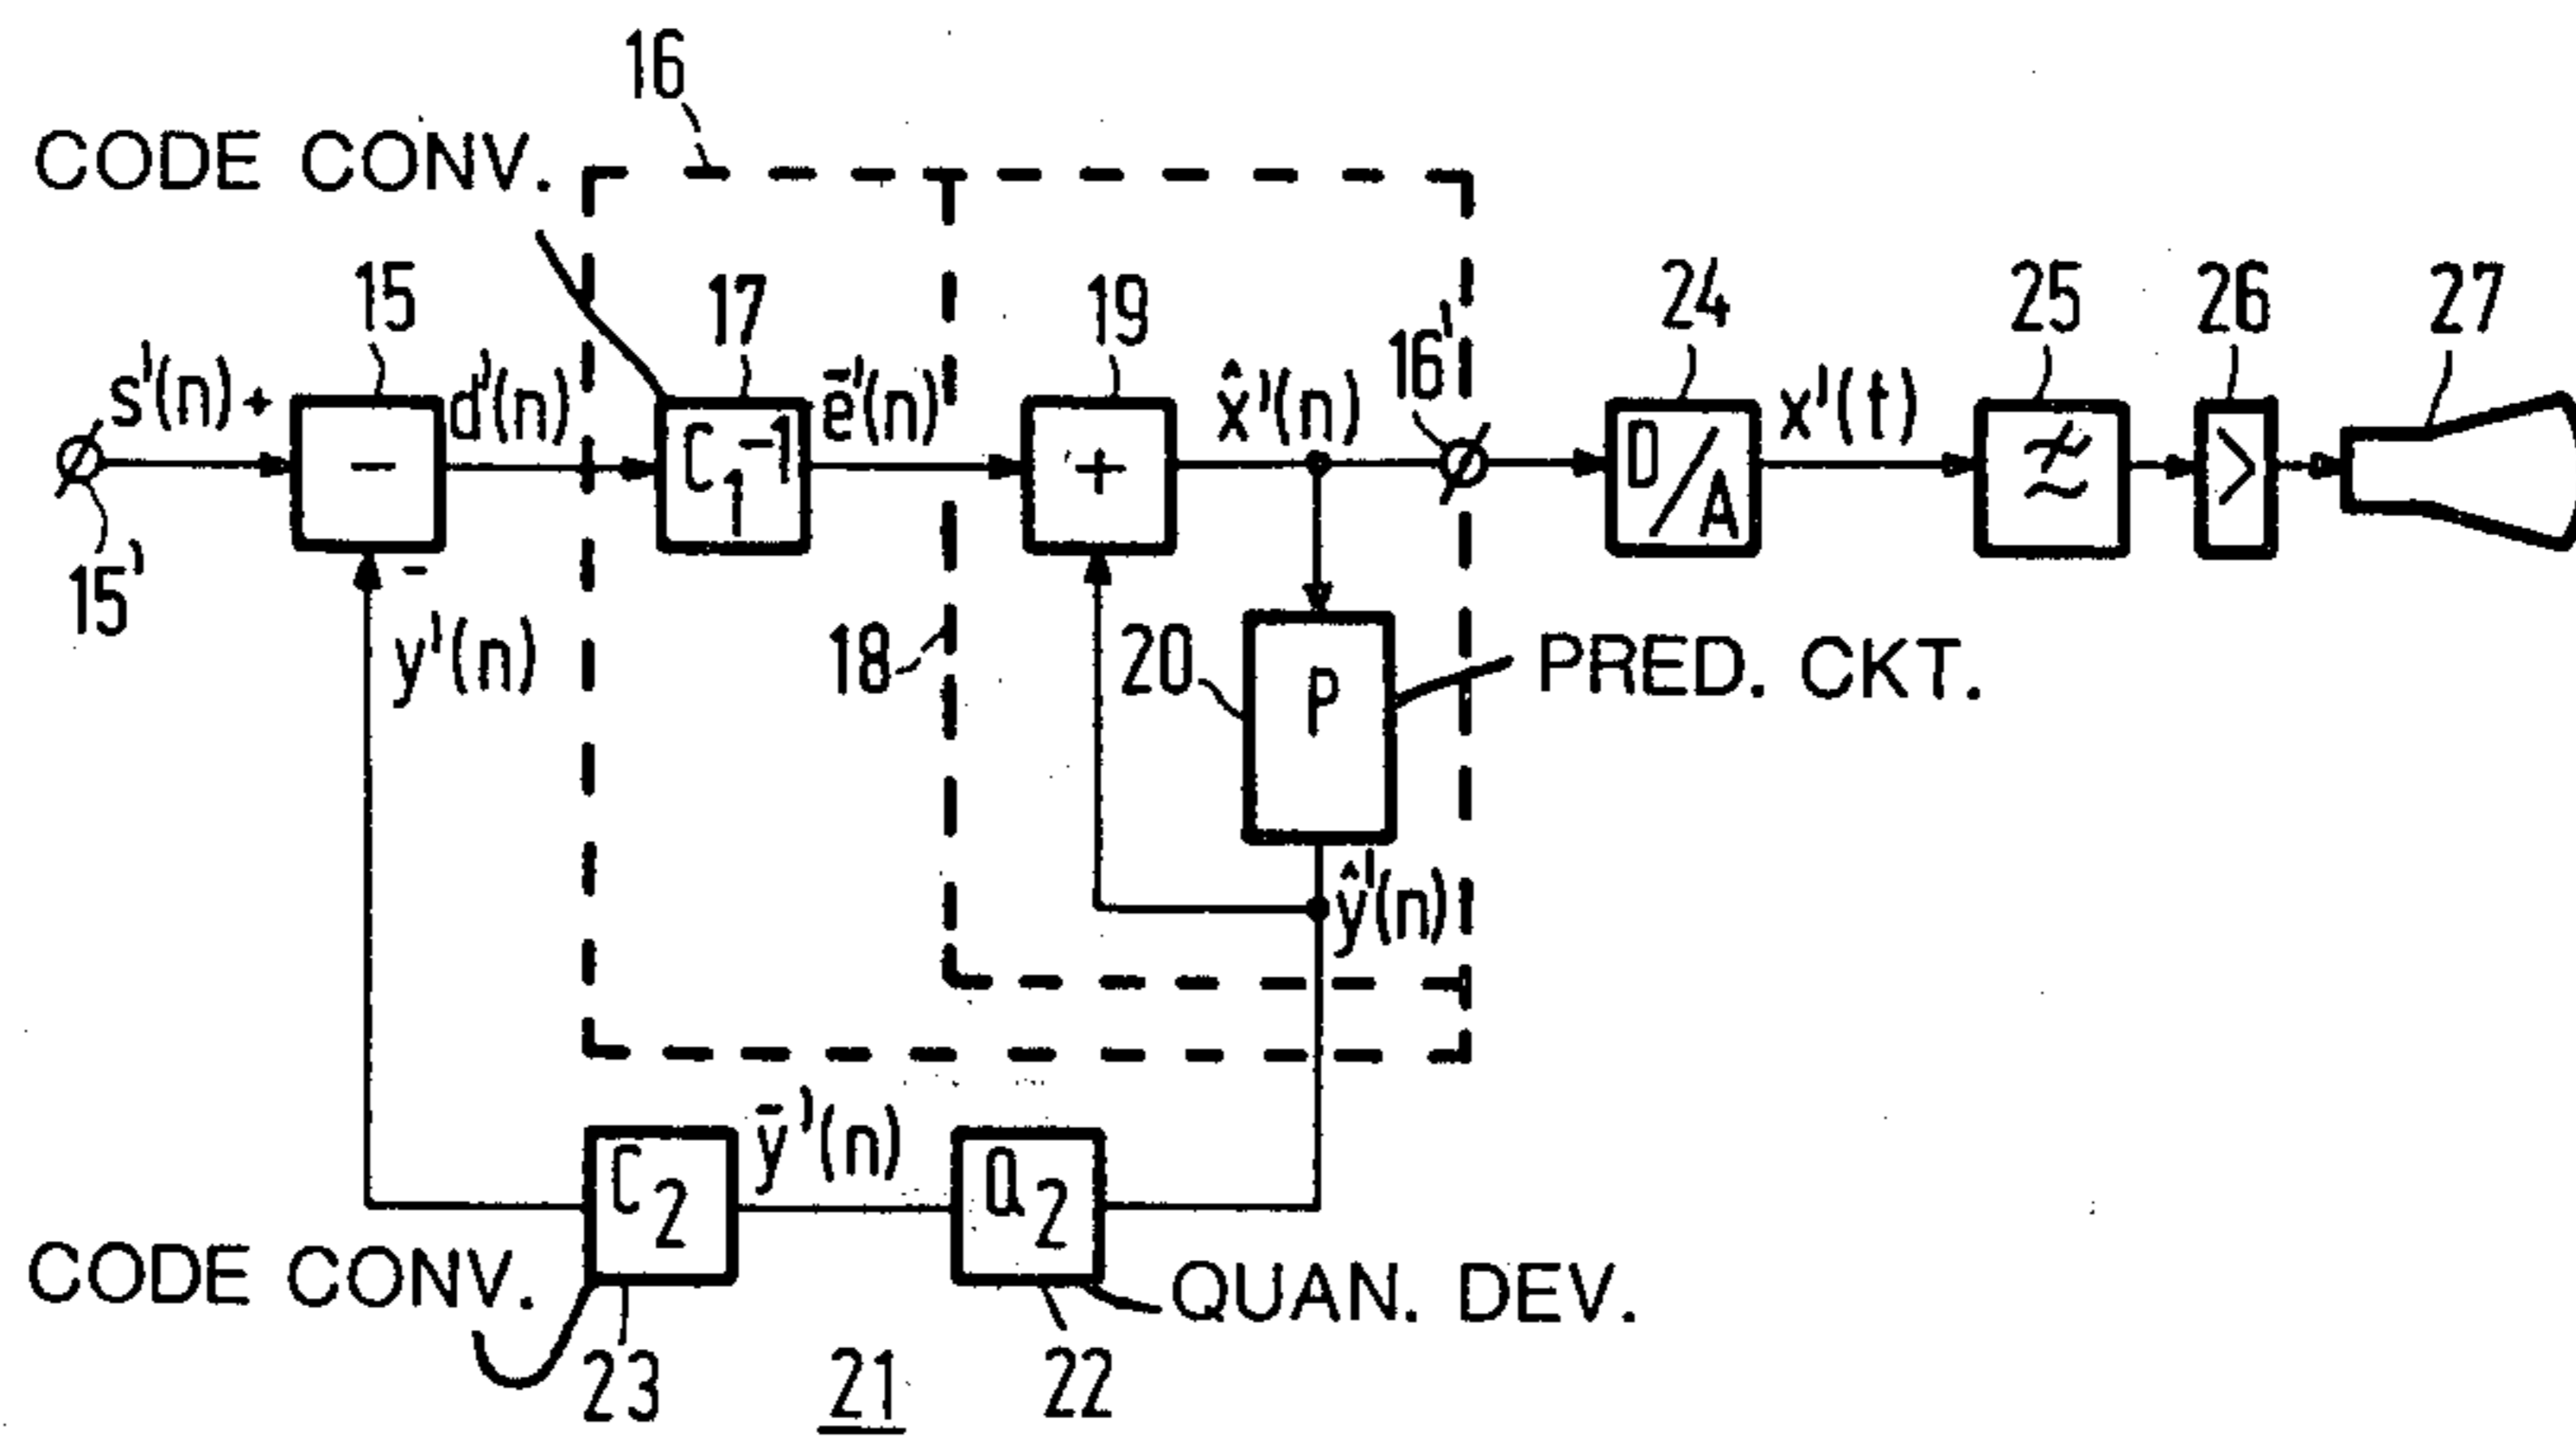 16
CODE CONV.
15
17
19
16'
24
25
26
27
s'(n) +
−
d'(n)
C₁⁻¹
ē'(n)
+
x̂'(n)
D/A
x'(t)
>
15'
-
y'(n)
18
20
P
PRED. CKT.
ŷ'(n)
C₂
ȳ'(n)
Q₂
CODE CONV.
QUAN. DEV.
23
21
22